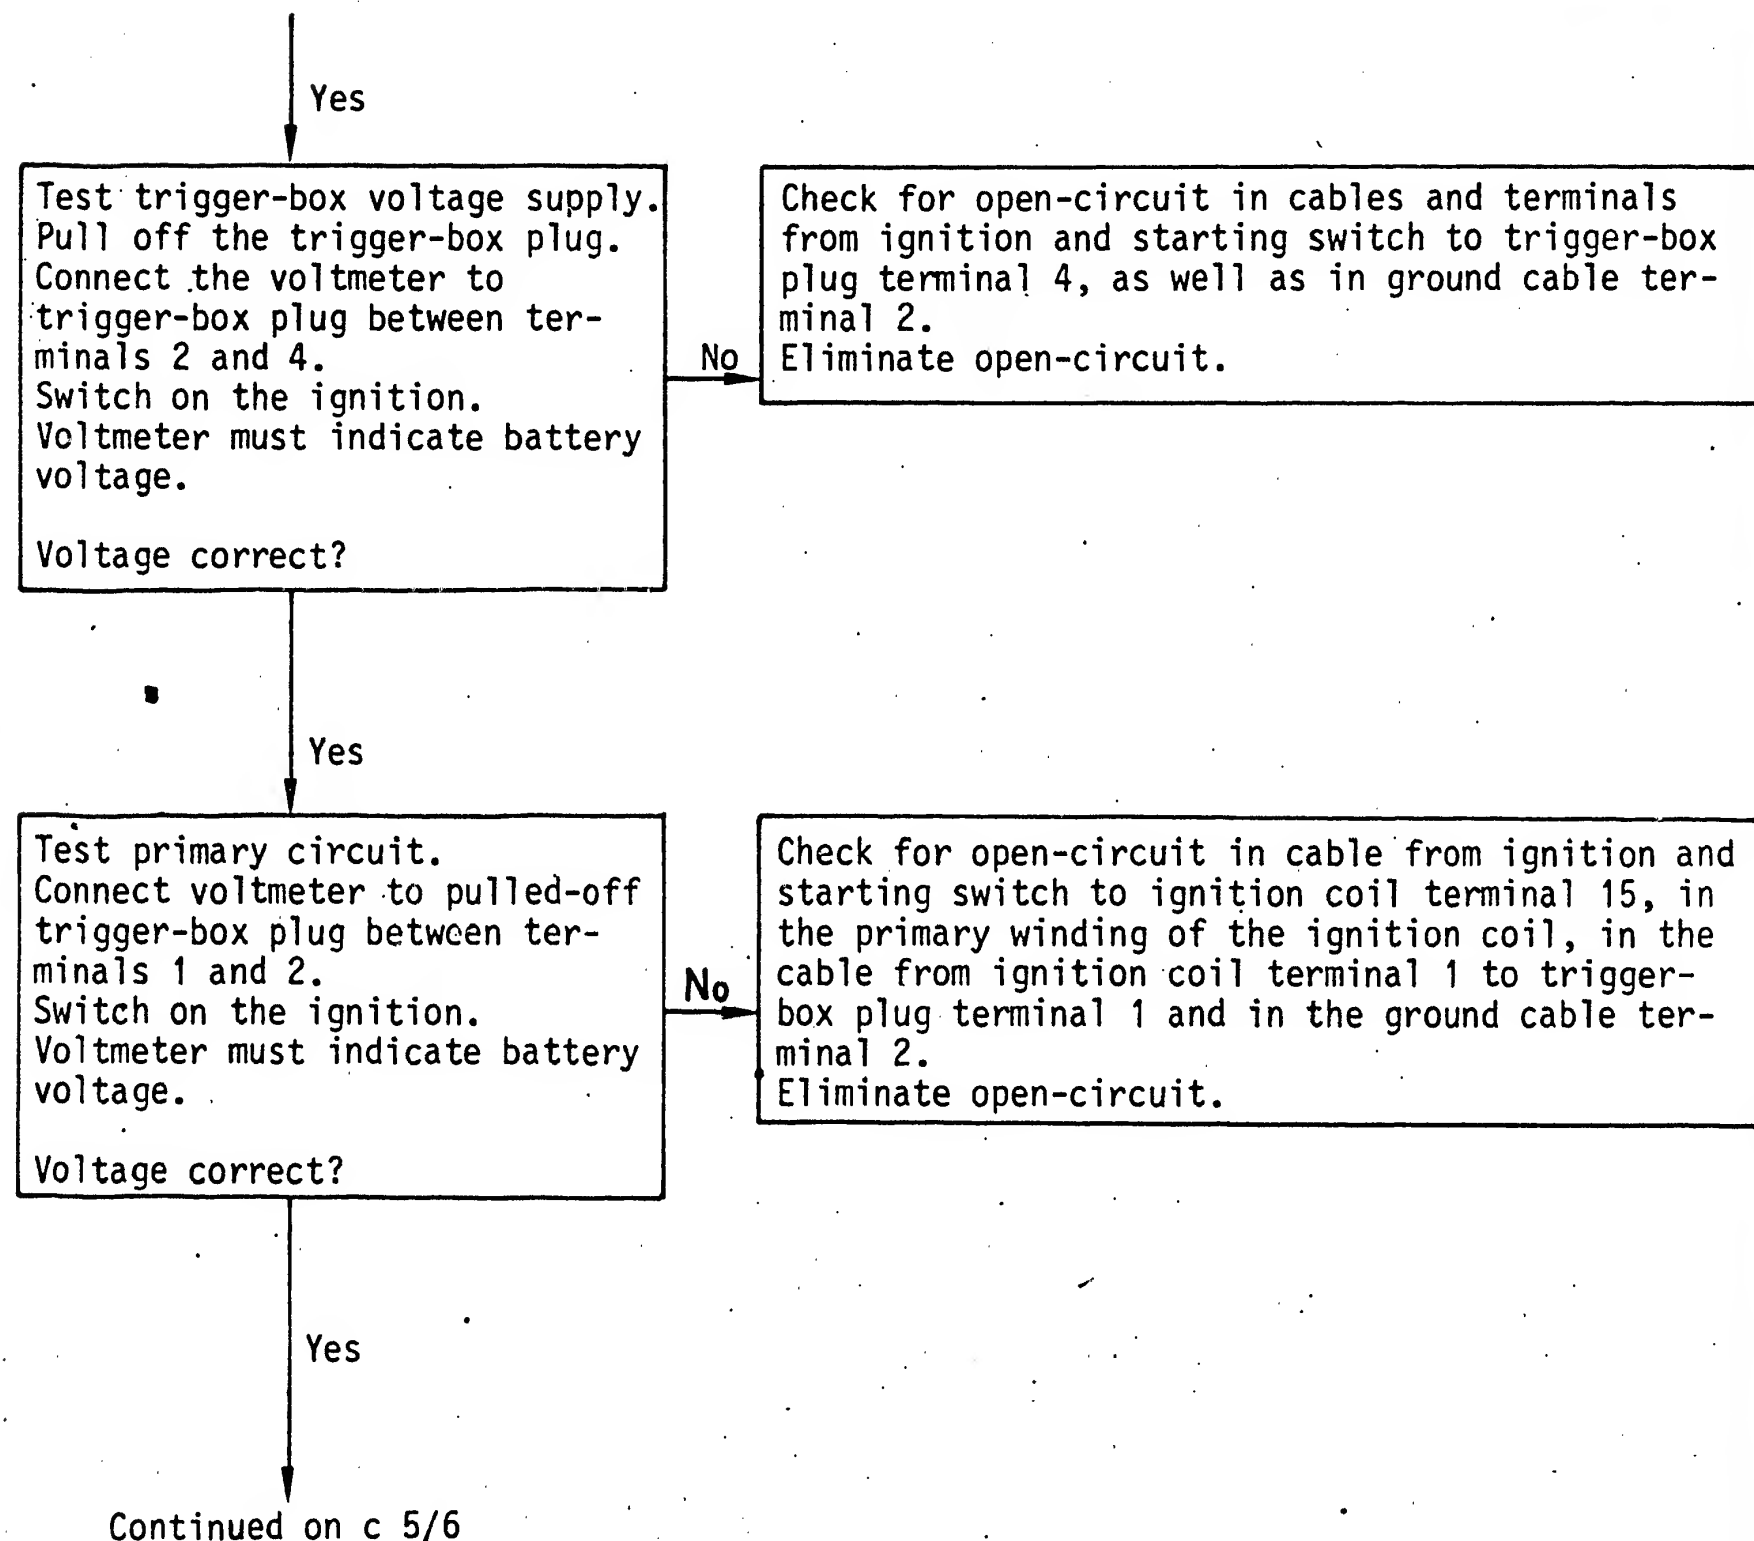 Yes
Test trigger-box voltage supply.
Pull off the trigger-box plug.
Connect the voltmeter to
trigger-box plug between ter-
minals 2 and 4.
Switch on the ignition.
Voltmeter must indicate battery
voltage.
Voltage correct?
No
Check for open-circuit in cables and terminals
from ignition and starting switch to trigger-box
plug terminal 4, as well as in ground cable ter-
minal 2.
Eliminate open-circuit.
Yes
Test primary circuit.
Connect voltmeter to pulled-off
trigger-box plug between ter-
minals 1 and 2.
Switch on the ignition.
Voltmeter must indicate battery
voltage.
Voltage correct?
No
Check for open-circuit in cable from ignition and
starting switch to ignition coil terminal 15, in
the primary winding of the ignition coil, in the
cable from ignition coil terminal 1 to trigger-
box plug terminal 1 and in the ground cable ter-
minal 2.
Eliminate open-circuit.
Yes
Continued on c 5/6